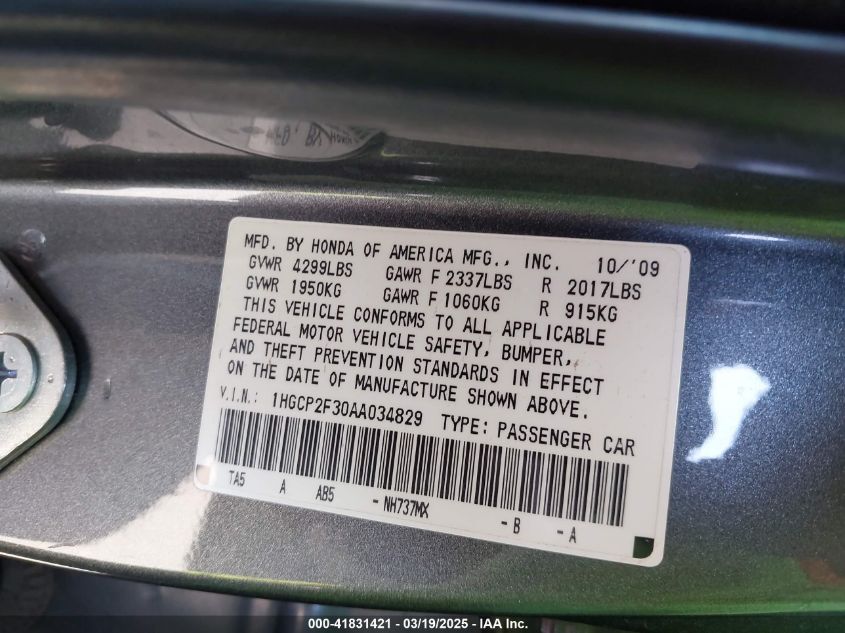 MFD. BY HONDA OF AMERICA MFG., INC. 10/'09
GVWR 4299LBS GAWR F 2337LBS R 2017LBS
GVWR 1950KG GAWR F 1060KG R 915KG
THIS VEHICLE CONFORMS TO ALL APPLICABLE
FEDERAL MOTOR VEHICLE SAFETY, BUMPER,
AND THEFT PREVENTION STANDARDS IN EFFECT
ON THE DATE OF MANUFACTURE SHOWN ABOVE.
V.I.N.: 1HGCP2F30AA034829 TYPE: PASSENGER CAR
TA5 A AB5 - NH737MX - B - A
000-41831421 - 03/19/2025 - IAA Inc.